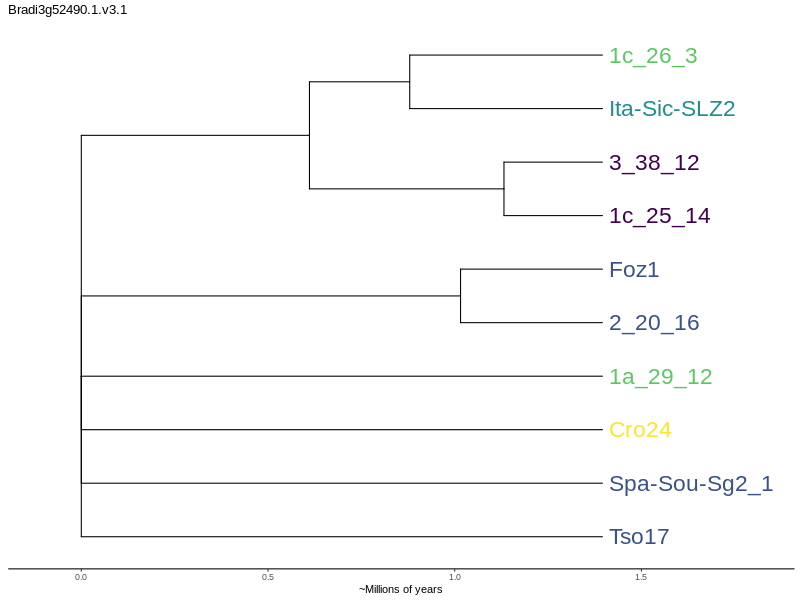 Bradi3g52490.1.v3.1
1c_26_3
Ita-Sic-SLZ2
3_38_12
1c_25_14
Foz1
2_20_16
1a_29_12
Cro24
Spa-Sou-Sg2_1
Tso17
0.0 0.5 1.0 1.5
~Millions of years